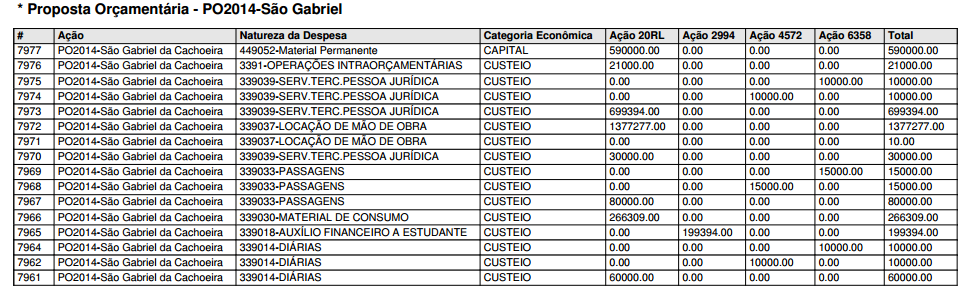 * Proposta Orçamentária - PO2014-São Gabriel
# Ação Natureza da Despesa Categoria Econômica Ação 20RL Ação 2994 Ação 4572 Ação 6358 Total
7977 PO2014-São Gabriel da Cachoeira 449052-Material Permanente CAPITAL 590000.00 0.00 0.00 0.00 590000.00
7976 PO2014-São Gabriel da Cachoeira 3391-OPERAÇÕES INTRAORÇAMENTÁRIAS CUSTEIO 21000.00 0.00 0.00 0.00 21000.00
7975 PO2014-São Gabriel da Cachoeira 339039-SERV.TERC.PESSOA JURÍDICA CUSTEIO 0.00 0.00 0.00 10000.00 10000.00
7974 PO2014-São Gabriel da Cachoeira 339039-SERV.TERC.PESSOA JURÍDICA CUSTEIO 0.00 0.00 10000.00 0.00 10000.00
7973 PO2014-São Gabriel da Cachoeira 339039-SERV.TERC.PESSOA JURÍDICA CUSTEIO 699394.00 0.00 0.00 0.00 699394.00
7972 PO2014-São Gabriel da Cachoeira 339037-LOCAÇÃO DE MÃO DE OBRA CUSTEIO 1377277.00 0.00 0.00 0.00 1377277.00
7971 PO2014-São Gabriel da Cachoeira 339037-LOCAÇÃO DE MÃO DE OBRA CUSTEIO 0.00 0.00 0.00 0.00 10.00
7970 PO2014-São Gabriel da Cachoeira 339039-SERV.TERC.PESSOA JURÍDICA CUSTEIO 30000.00 0.00 0.00 0.00 30000.00
7969 PO2014-São Gabriel da Cachoeira 339033-PASSAGENS CUSTEIO 0.00 0.00 0.00 15000.00 15000.00
7968 PO2014-São Gabriel da Cachoeira 339033-PASSAGENS CUSTEIO 0.00 0.00 15000.00 0.00 15000.00
7967 PO2014-São Gabriel da Cachoeira 339033-PASSAGENS CUSTEIO 80000.00 0.00 0.00 0.00 80000.00
7966 PO2014-São Gabriel da Cachoeira 339030-MATERIAL DE CONSUMO CUSTEIO 266309.00 0.00 0.00 0.00 266309.00
7965 PO2014-São Gabriel da Cachoeira 339018-AUXÍLIO FINANCEIRO A ESTUDANTE CUSTEIO 0.00 199394.00 0.00 0.00 199394.00
7964 PO2014-São Gabriel da Cachoeira 339014-DIÁRIAS CUSTEIO 0.00 0.00 0.00 10000.00 10000.00
7962 PO2014-São Gabriel da Cachoeira 339014-DIÁRIAS CUSTEIO 0.00 0.00 10000.00 0.00 10000.00
7961 PO2014-São Gabriel da Cachoeira 339014-DIÁRIAS CUSTEIO 60000.00 0.00 0.00 0.00 60000.00